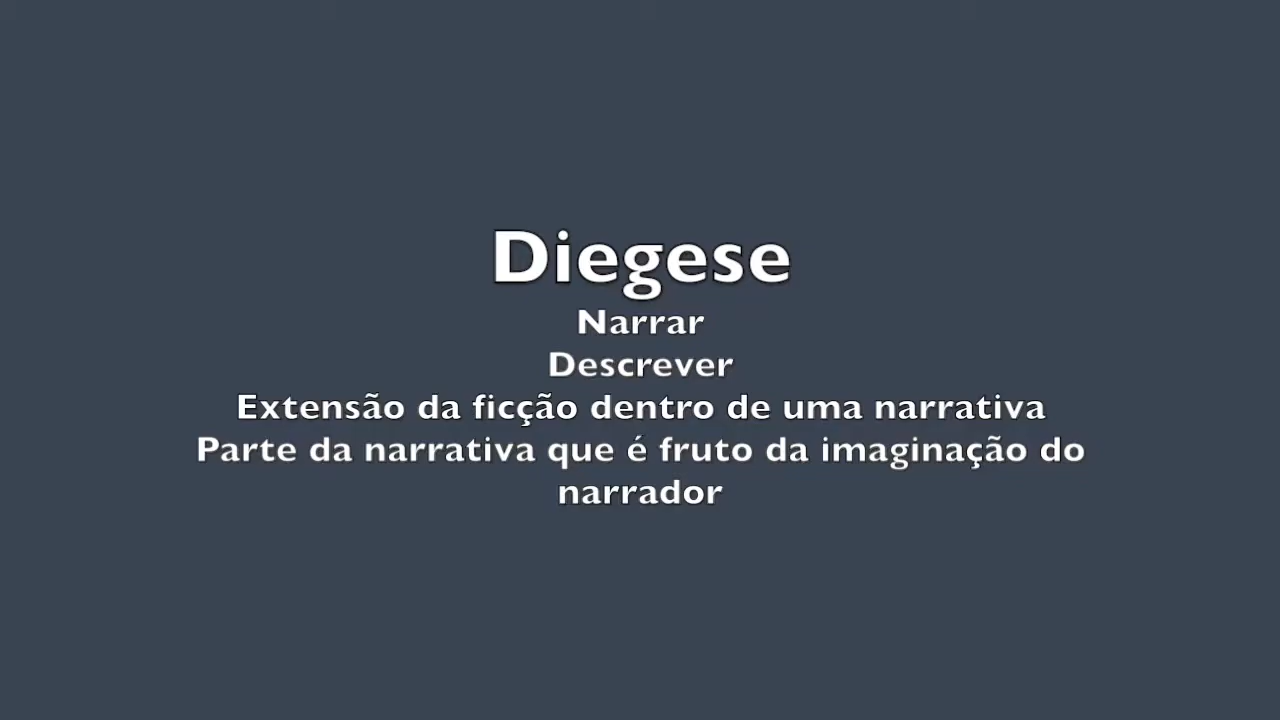 Diegese
Narrar
Descrever
Extensão da ficção dentro de uma narrativa
Parte da narrativa que é fruto da imaginação do
narrador